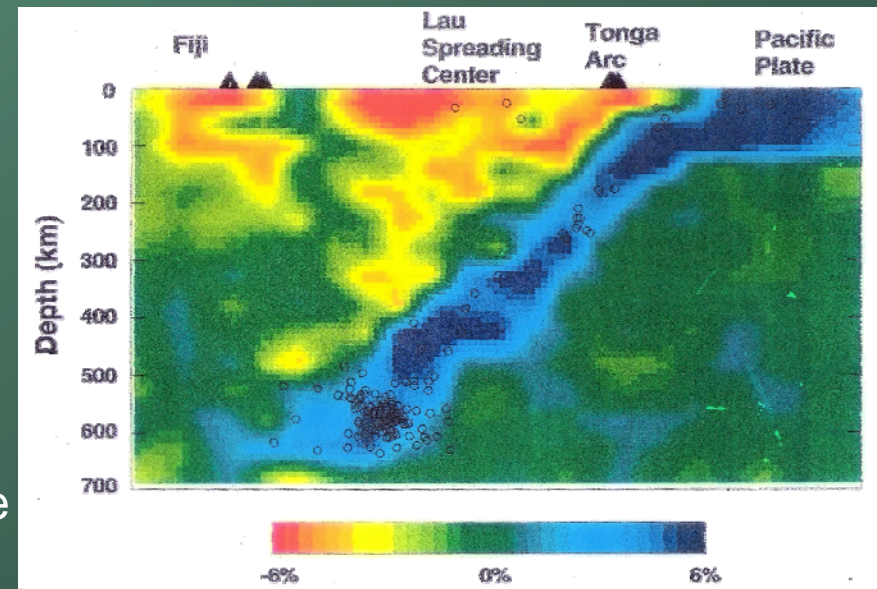 Fiji
Lau
Spreading
Center
Tonga
Arc
Pacific
Plate
0
100
200
300
400
500
600
700
Depth (km)
e
-6%
0%
6%